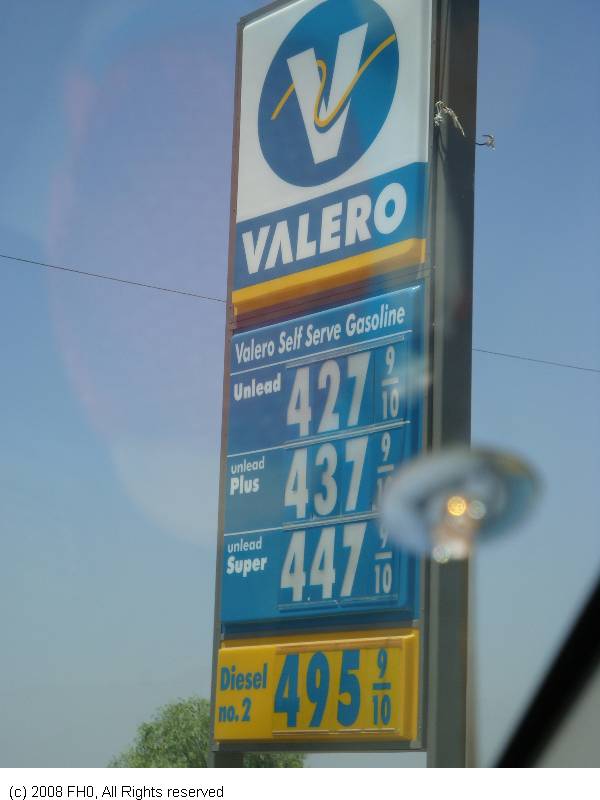 V
VALERO
Valero Self Serve Gasoline
Unlead 427 9/10
unlead
Plus 437 9/10
unlead
Super 447 9/10
Diesel
no.2 495 9/10
(c) 2008 FH0, All Rights reserved